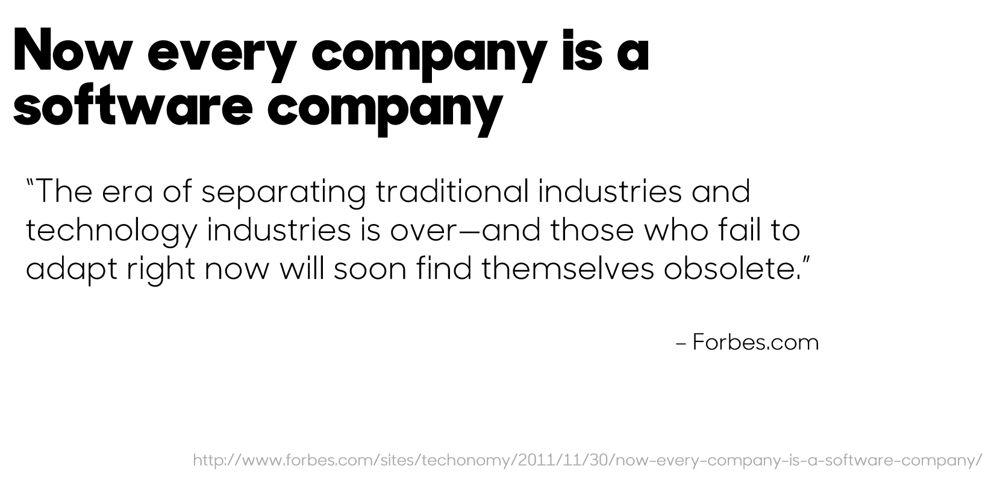 Now every company is a
software company
“The era of separating traditional industries and
technology industries is over—and those who fail to
adapt right now will soon find themselves obsolete.”
– Forbes.com
http://www.forbes.com/sites/techonomy/2011/11/30/now-every-company-is-a-software-company/